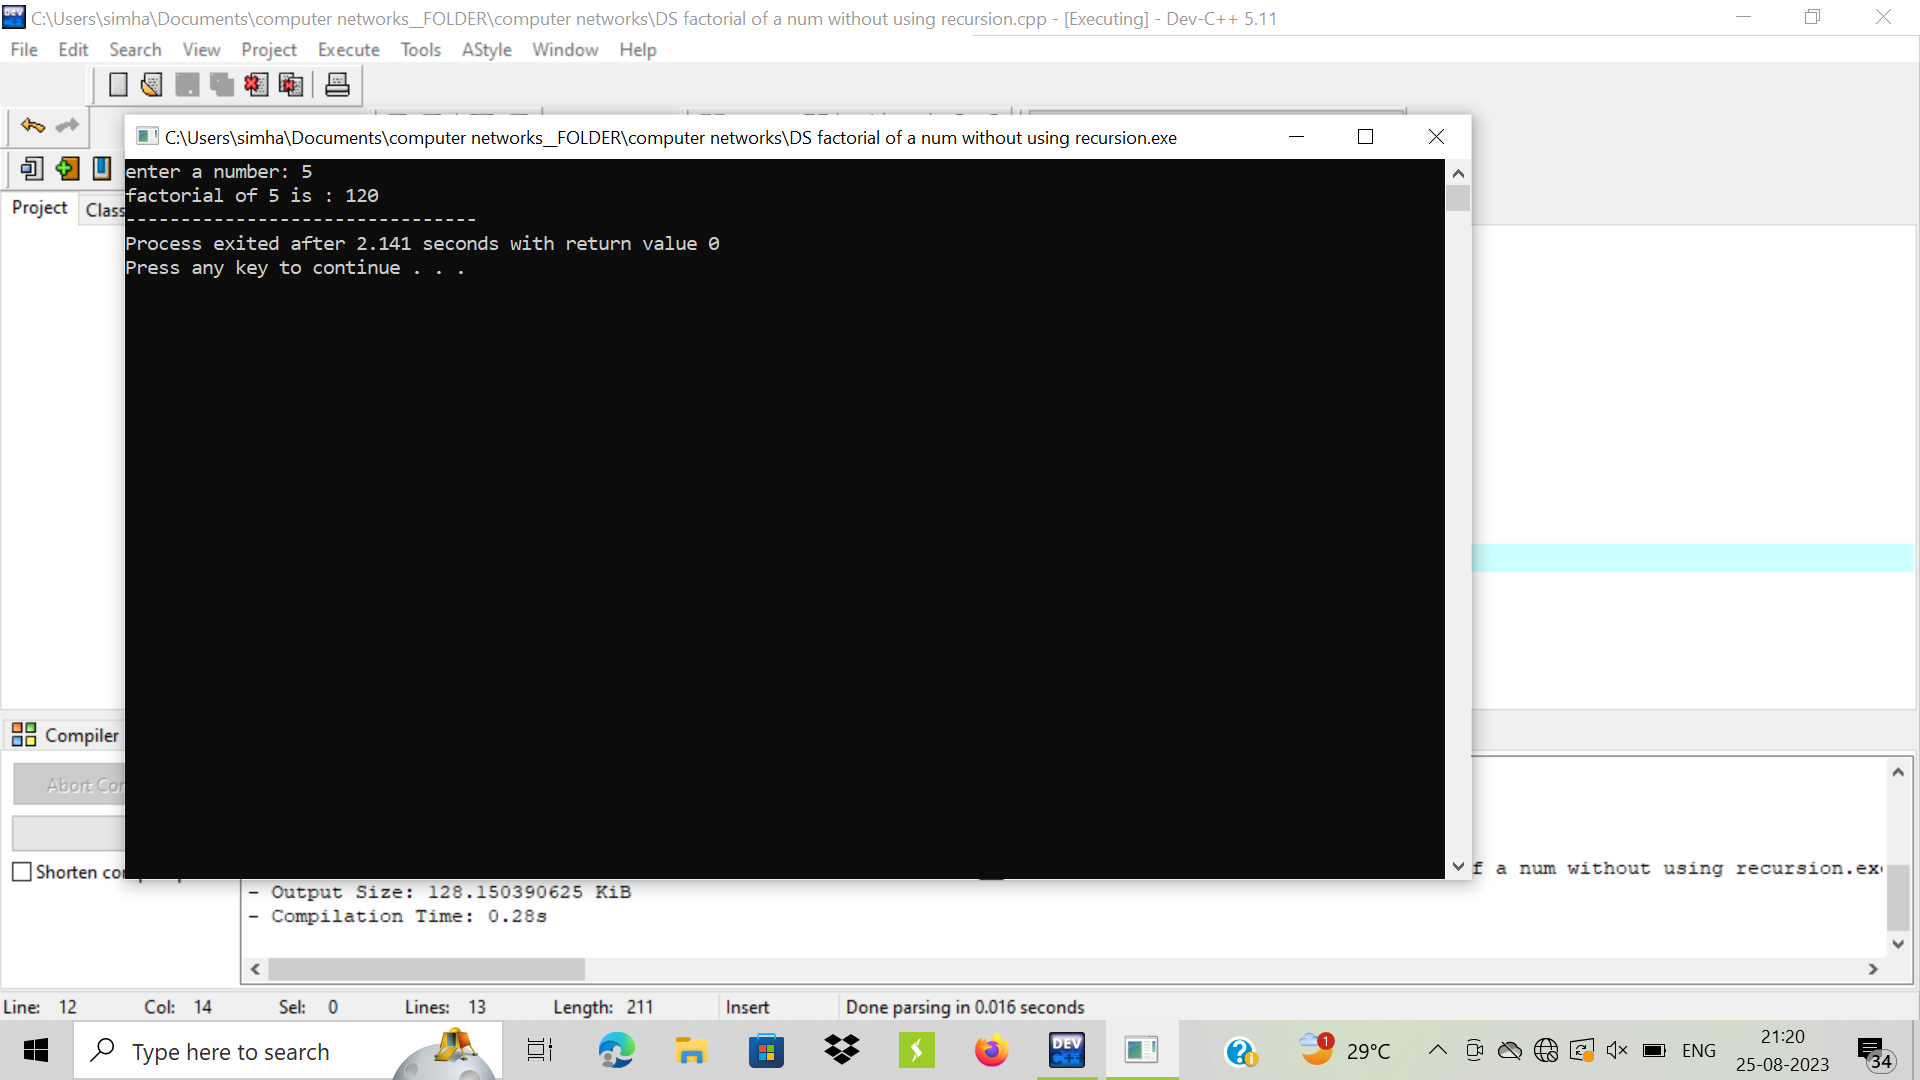 C:\Users\simha\Documents\computer networks__FOLDER\computer networks\DS factorial of a num without using recursion.cpp - [Executing] - Dev-C++ 5.11
File Edit Search View Project Execute Tools AStyle Window Help
C:\Users\simha\Documents\computer networks__FOLDER\computer networks\DS factorial of a num without using recursion.exe
Project Class
enter a number: 5
factorial of 5 is : 120
--------------------------------
Process exited after 2.141 seconds with return value 0
Press any key to continue . . .
Compiler
Abort Co
Shorten
f a num without using recursion.ex
- Output Size: 128.150390625 KiB
- Compilation Time: 0.28s
Line: 12 Col: 14 Sel: 0 Lines: 13 Length: 211 Insert Done parsing in 0.016 seconds
Type here to search
DEV C++
1
29°C
ENG
21:20
25-08-2023
34